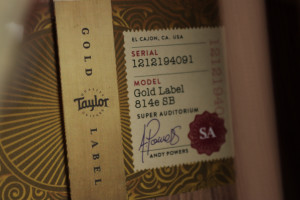 GOLD
Taylor
LABEL
EL CAJON, CA. USA
SERIAL
1212194091
MODEL
Gold Label
814e SB
SUPER AUDITORIUM
APowers
ANDY POWERS
SA